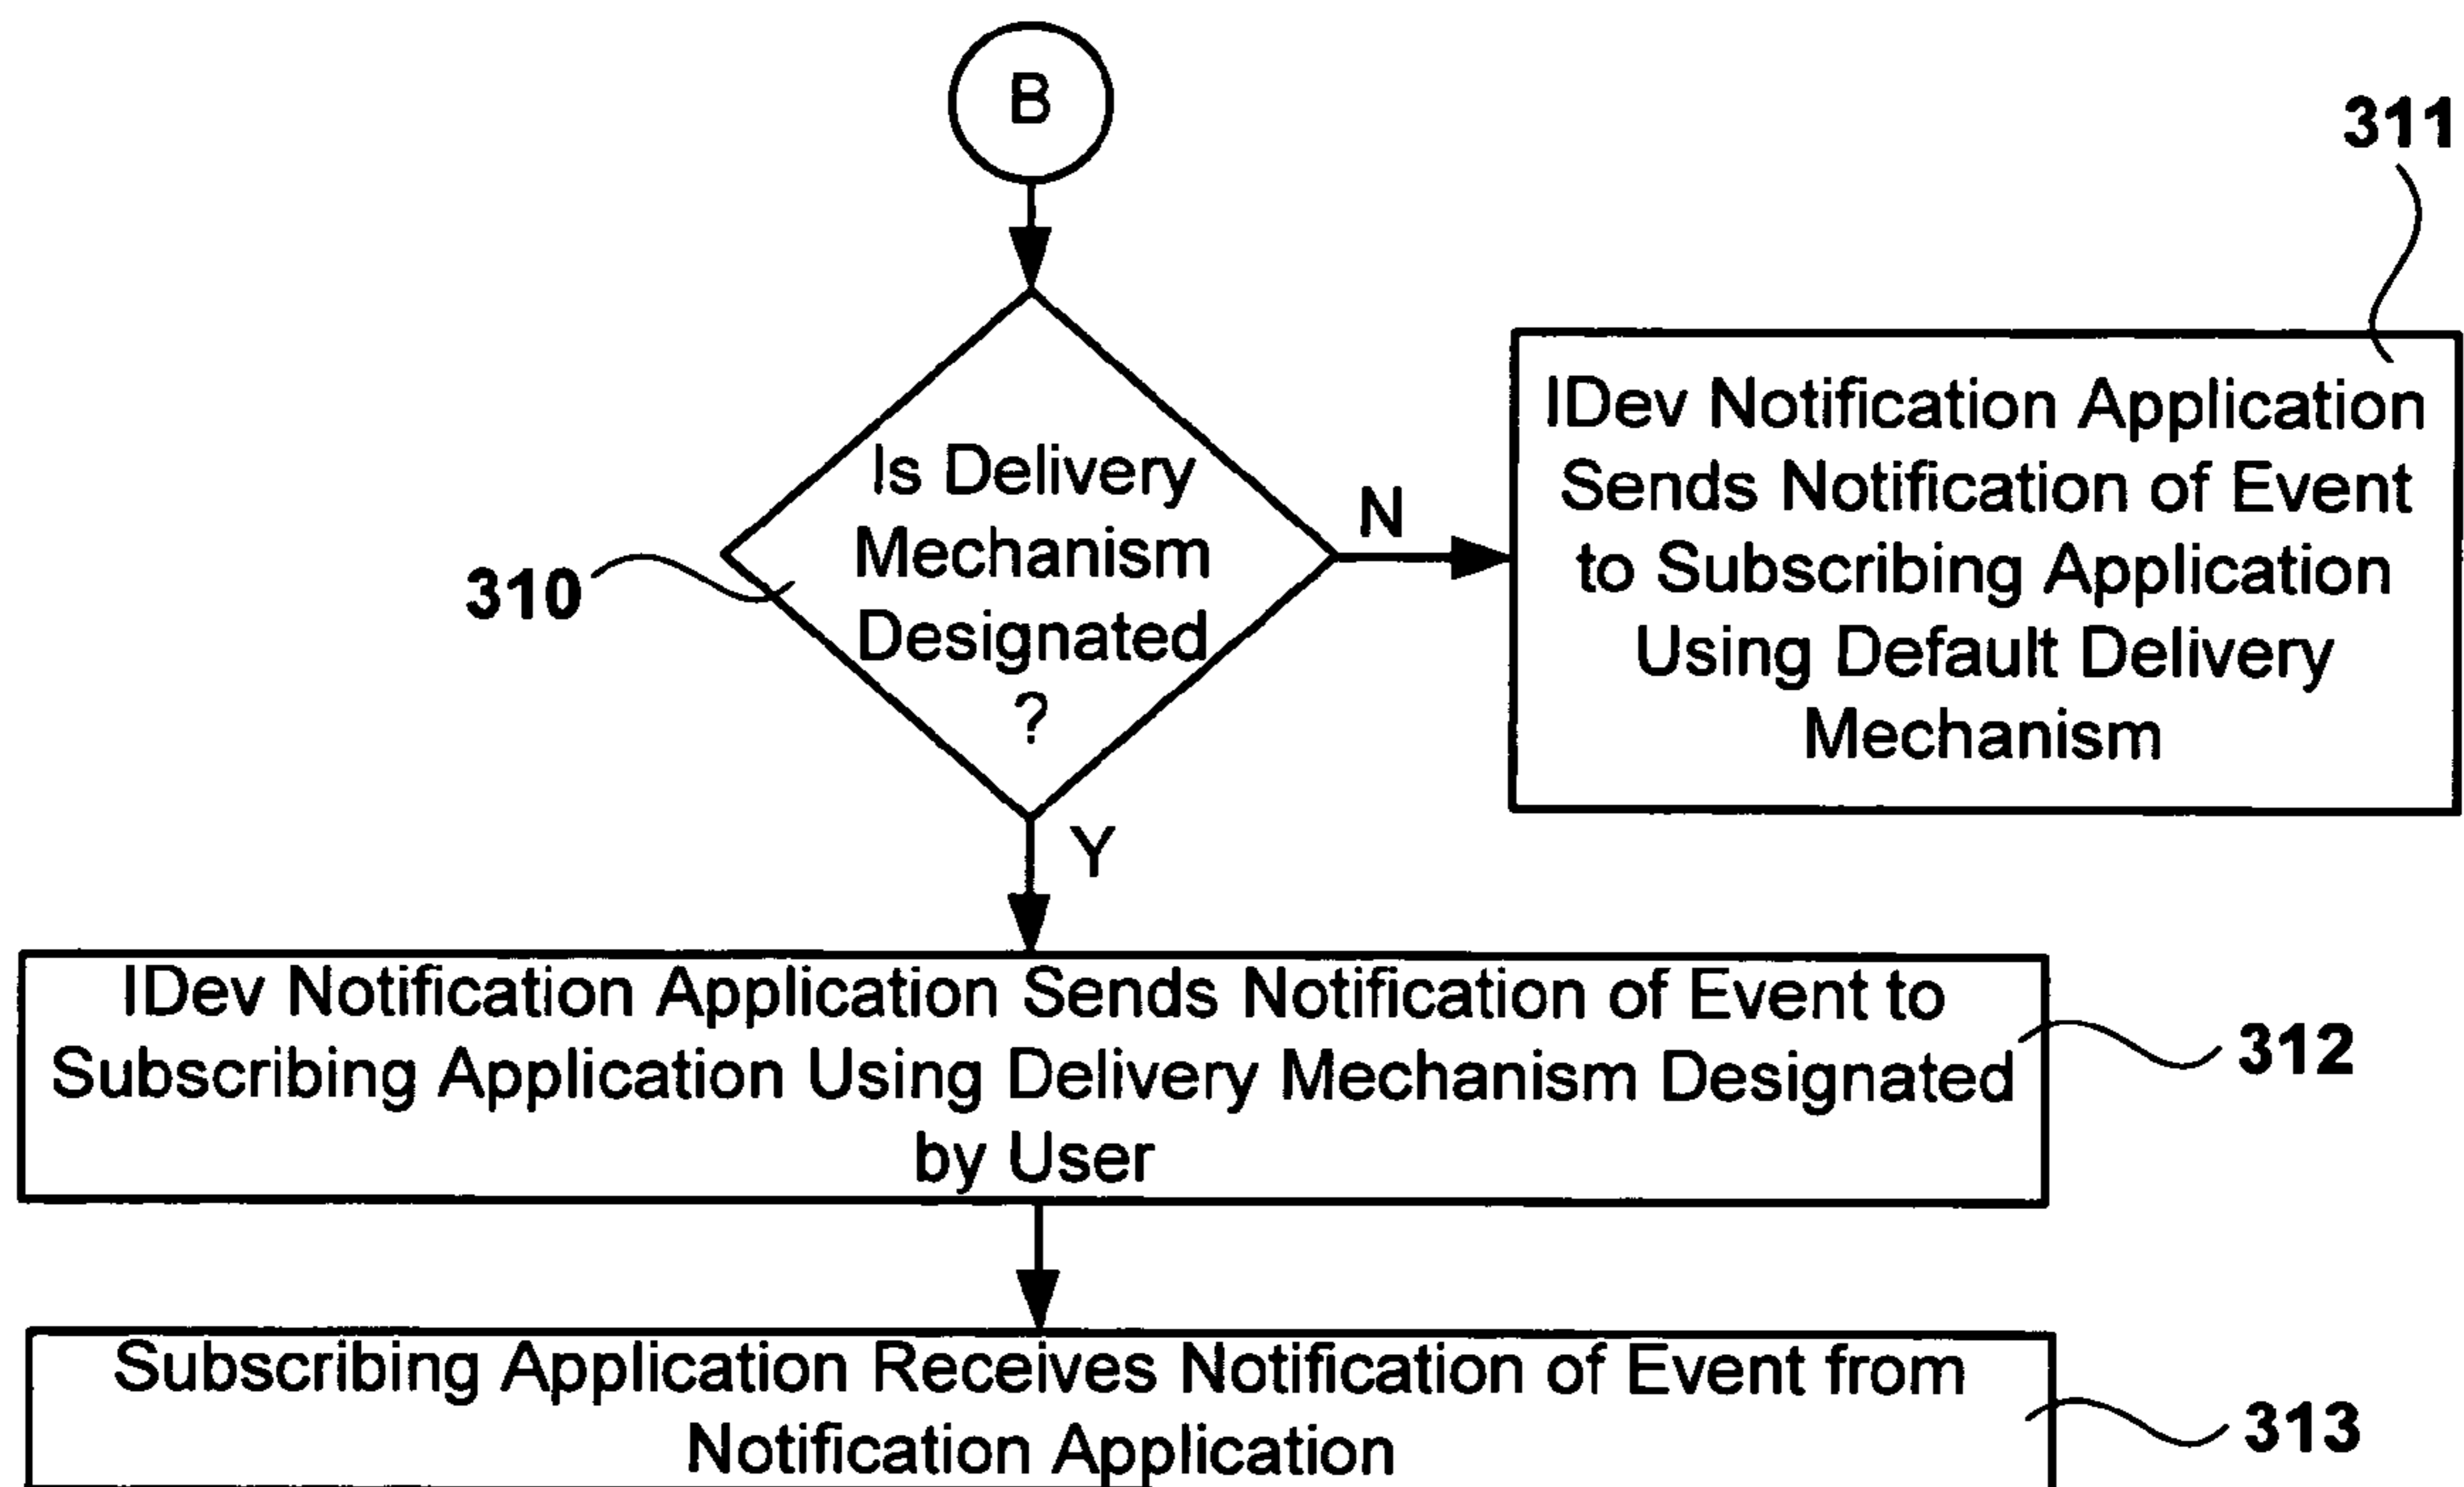 B
311
Is Delivery
Mechanism
Designated
?
310
N
IDev Notification Application
Sends Notification of Event
to Subscribing Application
Using Default Delivery
Mechanism
Y
IDev Notification Application Sends Notification of Event to
Subscribing Application Using Delivery Mechanism Designated
by User
312
Subscribing Application Receives Notification of Event from
Notification Application
313